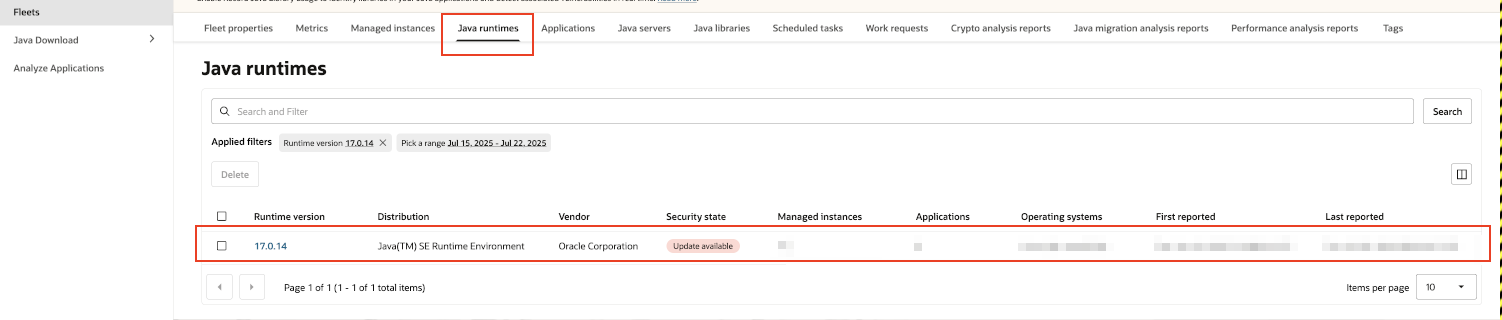 Fleets
Java Download
Analyze Applications
Fleet properties Metrics Managed instances Java runtimes Applications Java servers Java libraries Scheduled tasks Work requests Crypto analysis reports Java migration analysis reports Performance analysis reports Tags
Java runtimes
Search and Filter Search
Applied filters Runtime version 17.0.14 Pick a range Jul 15, 2025 - Jul 22, 2025
Delete
Runtime version Distribution Vendor Security state Managed instances Applications Operating systems First reported Last reported
17.0.14 Java(TM) SE Runtime Environment Oracle Corporation Update available
Page 1 of 1 (1 - 1 of 1 total items) Items per page 10